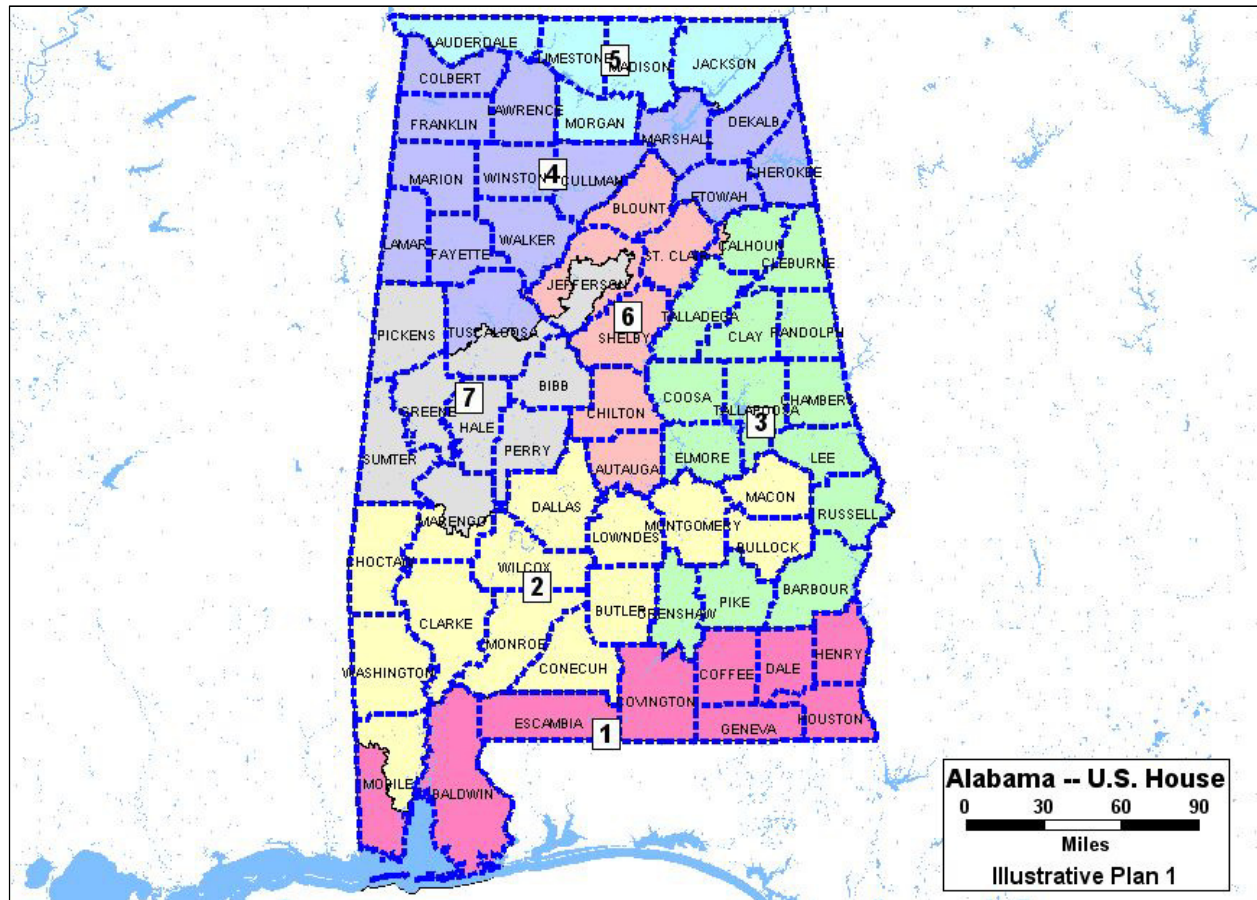 LAUDERDALE
LIMESTONE
5
MADISON
JACKSON
COLBERT
LAWRENCE
FRANKLIN
MORGAN
MARSHALL
DEKALB
MARION
WINSTON
4
CULLMAN
CHEROKEE
ETOWAH
BLOUNT
LAMAR
FAYETTE
WALKER
ST. CLAIR
CALHOUN
CLEBURNE
JEFFERSON
PICKENS
TUSCALOOSA
6
SHELBY
TALLADEGA
CLAY
RANDOLPH
BIBB
GREENE
7
HALE
CHILTON
COOSA
TALLAPOOSA
CHAMBERS
3
SUMTER
PERRY
AUTAUGA
ELMORE
LEE
DALLAS
MACON
MARENGO
MONTGOMERY
RUSSELL
LOWNDES
BULLOCK
CHOCTAW
WILCOX
2
BARBOUR
CLARKE
BUTLER
CRENSHAW
PIKE
MONROE
WASHINGTON
CONECUH
COFFEE
DALE
HENRY
COVINGTON
ESCAMBIA
1
GENEVA
HOUSTON
MOBILE
BALDWIN
Alabama -- U.S. House
0 30 60 90
Miles
Illustrative Plan 1